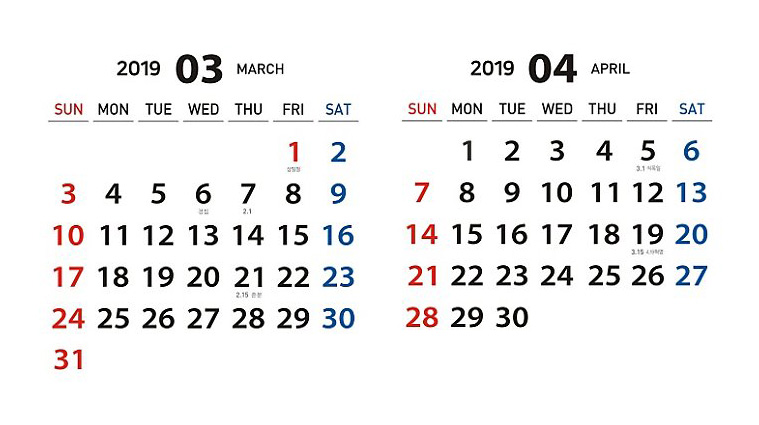 2019 03 MARCH
SUN MON TUE WED THU FRI SAT
1 2
삼일절
3 4 5 6 7 8 9
경칩 2.1
10 11 12 13 14 15 16
17 18 19 20 21 22 23
2.15 춘분
24 25 26 27 28 29 30
31
2019 04 APRIL
SUN MON TUE WED THU FRI SAT
1 2 3 4 5 6
3.1 식목일
7 8 9 10 11 12 13
14 15 16 17 18 19 20
3.15
21 22 23 24 25 26 27
28 29 30